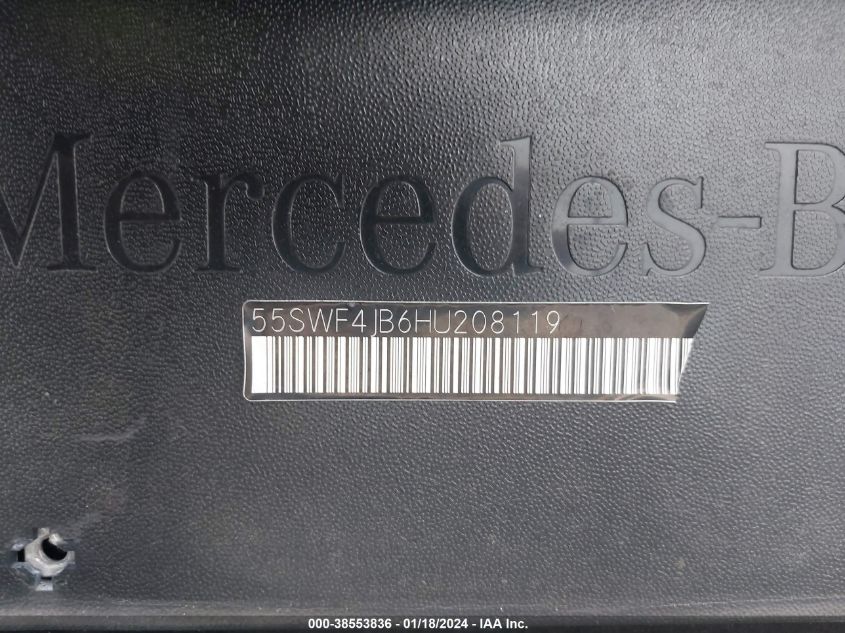 Mercedes-B
55SWF4JB6HU208119
000-38553836 - 01/18/2024 - IAA Inc.